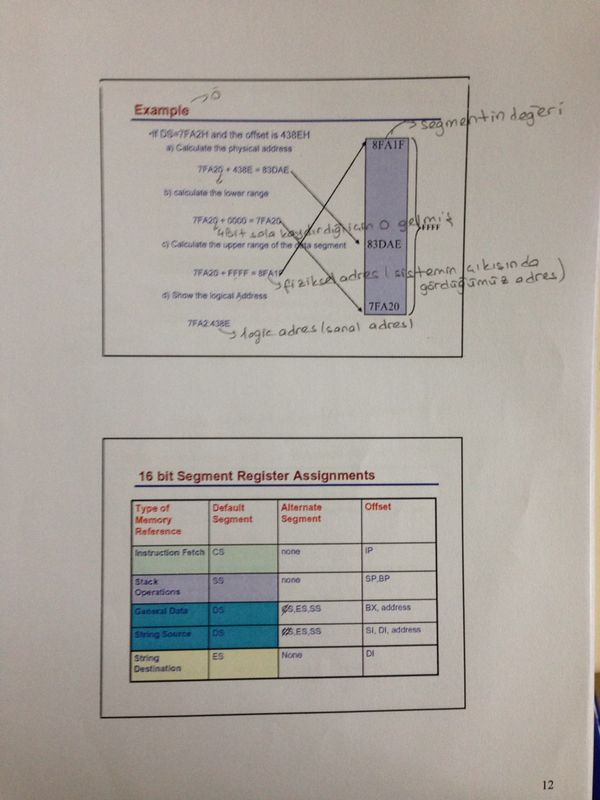 Example
Ö
•If DS=7FA2H and the offset is 438EH
a) Calculate the physical address
7FA20 + 438E = 83DAE
b) calculate the lower range
7FA20 + 0000 = 7FA20
4Bit sola kaydırdığı için 0 gelmiş
c) Calculate the upper range of the data segment
7FA20 + FFFF = 8FA1F
fiziksel adres (sistemin çıkışında
gördüğümüz adres)
d) Show the logical Address
7FA2:438E
logic adres (sanal adres)
segmentin değeri
8FA1F
FFFF
83DAE
7FA20
16 bit Segment Register Assignments
Type of Memory Reference Default Segment Alternate Segment Offset
Instruction Fetch CS none IP
Stack Operations SS none SP,BP
General Data DS CS,ES,SS BX, address
String Source DS CS,ES,SS SI, DI, address
String Destination ES None DI
12